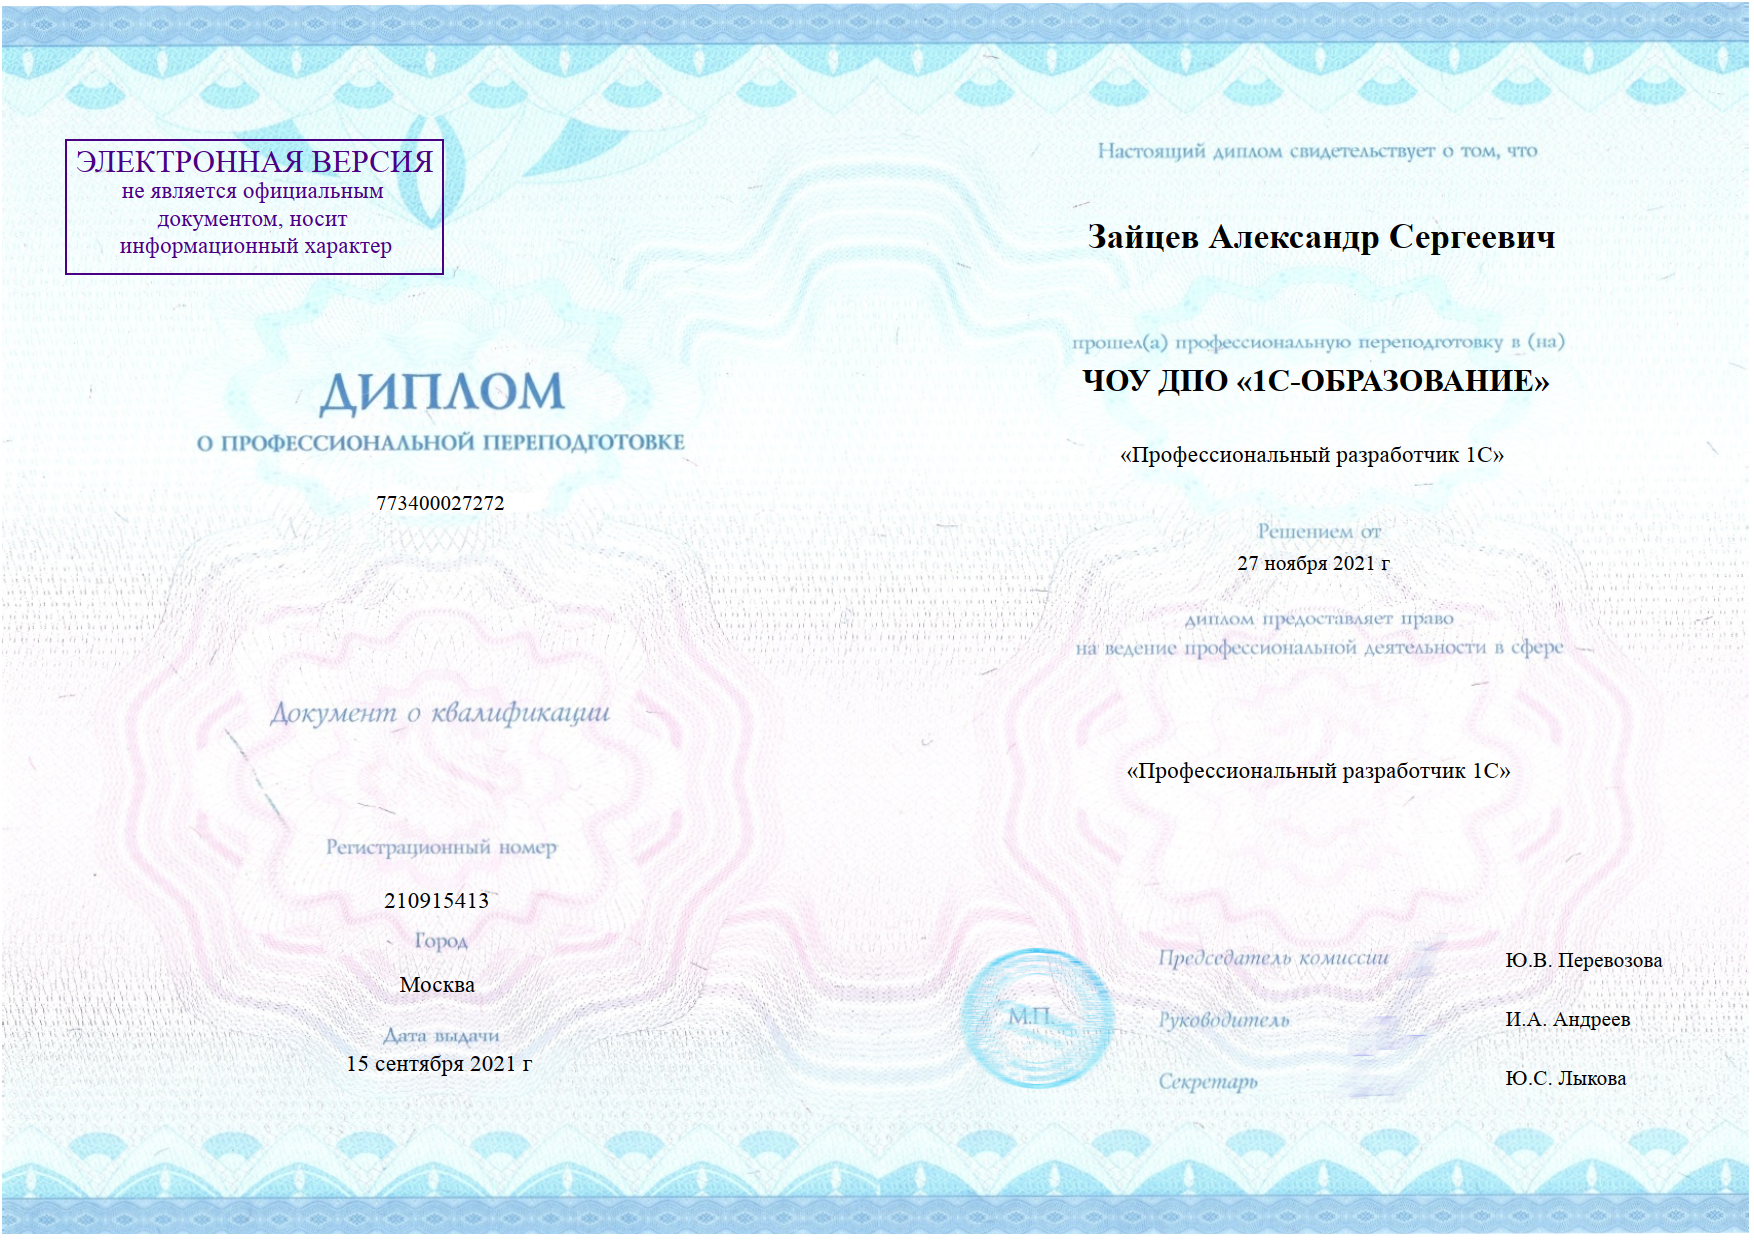 ЭЛЕКТРОННАЯ ВЕРСИЯ
не является официальным
документом, носит
информационный характер
ДИПЛОМ
О ПРОФЕССИОНАЛЬНОЙ ПЕРЕПОДГОТОВКЕ
773400027272
Документ о квалификации
Регистрационный номер
210915413
Город
Москва
Дата выдачи
15 сентября 2021 г
Настоящий диплом свидетельствует о том, что
Зайцев Александр Сергеевич
прошел(а) профессиональную переподготовку в (на)
ЧОУ ДПО «1С-ОБРАЗОВАНИЕ»
«Профессиональный разработчик 1С»
Решением от
27 ноября 2021 г
диплом предоставляет право
на ведение профессиональной деятельности в сфере
«Профессиональный разработчик 1С»
Председатель комиссии Ю.В. Перевозова
М.П. Руководитель И.А. Андреев
Секретарь Ю.С. Лыкова